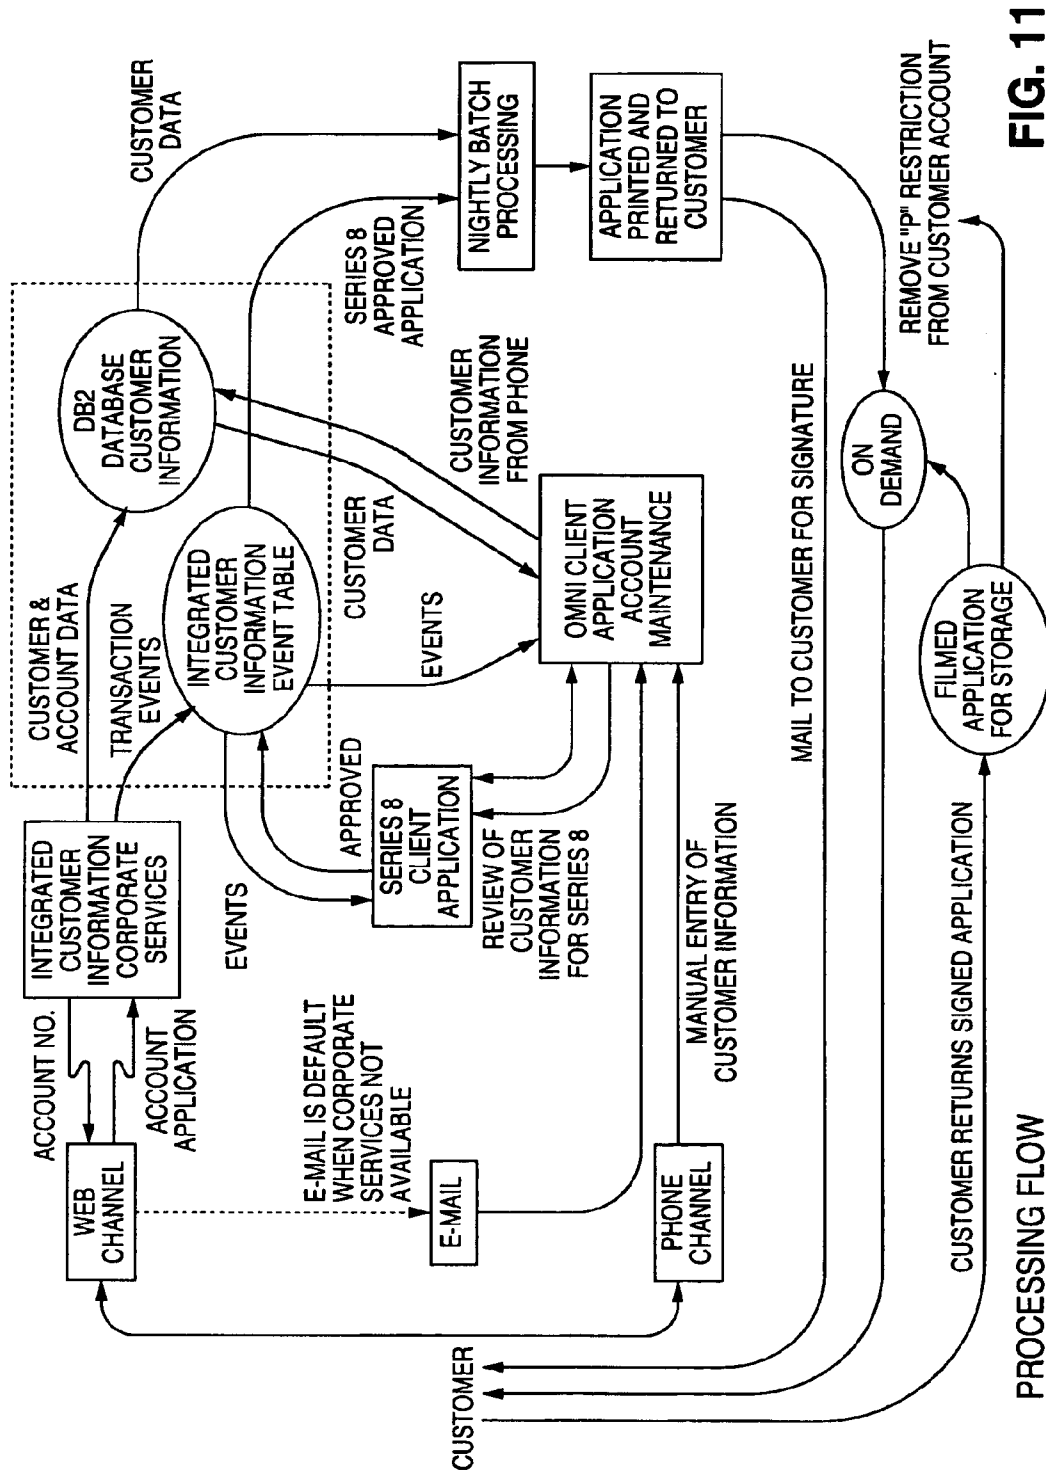 CUSTOMER
WEB
CHANNEL
ACCOUNT NO.
ACCOUNT
APPLICATION
INTEGRATED
CUSTOMER
INFORMATION
CORPORATE
SERVICES
CUSTOMER &
ACCOUNT DATA
TRANSACTION
EVENTS
DB2
DATABASE
CUSTOMER
INFORMATION
CUSTOMER
DATA
INTEGRATED
CUSTOMER
INFORMATION
EVENT TABLE
EVENTS
APPROVED
SERIES 8
CLIENT
APPLICATION
REVIEW OF
CUSTOMER
INFORMATION
FOR SERIES 8
EVENTS
CUSTOMER
DATA
CUSTOMER
INFORMATION
FROM PHONE
SERIES 8
APPROVED
APPLICATION
NIGHTLY BATCH
PROCESSING
APPLICATION
PRINTED AND
RETURNED TO
CUSTOMER
E-MAIL IS DEFAULT
WHEN CORPORATE
SERVICES NOT
AVAILABLE
E-MAIL
OMNI CLIENT
APPLICATION
ACCOUNT
MAINTENANCE
PHONE
CHANNEL
MANUAL ENTRY OF
CUSTOMER INFORMATION
MAIL TO CUSTOMER FOR SIGNATURE
ON
DEMAND
REMOVE "P" RESTRICTION
FROM CUSTOMER ACCOUNT
FILMED
APPLICATION
FOR STORAGE
CUSTOMER RETURNS SIGNED APPLICATION
PROCESSING FLOW
FIG. 11